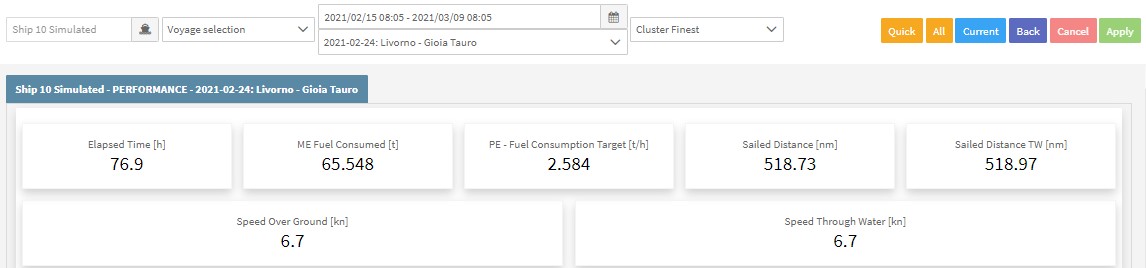 Ship 10 Simulated
Voyage selection
2021/02/15 08:05 - 2021/03/09 08:05
2021-02-24: Livorno - Gioia Tauro
Cluster Finest
Quick
All
Current
Back
Cancel
Apply
Ship 10 Simulated - PERFORMANCE - 2021-02-24: Livorno - Gioia Tauro
Elapsed Time [h]
76.9
ME Fuel Consumed [t]
65.548
PE - Fuel Consumption Target [t/h]
2.584
Sailed Distance [nm]
518.73
Sailed Distance TW [nm]
518.97
Speed Over Ground [kn]
6.7
Speed Through Water [kn]
6.7